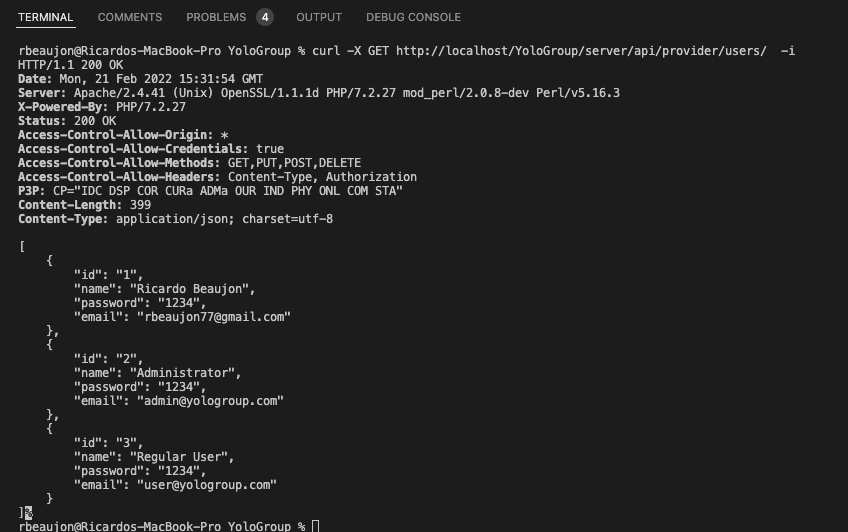 TERMINAL COMMENTS PROBLEMS 4 OUTPUT DEBUG CONSOLE
rbeaujon@Ricardos-MacBook-Pro YoloGroup % curl -X GET http://localhost/YoloGroup/server/api/provider/users/  -i
HTTP/1.1 200 OK
Date: Mon, 21 Feb 2022 15:31:54 GMT
Server: Apache/2.4.41 (Unix) OpenSSL/1.1.1d PHP/7.2.27 mod_perl/2.0.8-dev Perl/v5.16.3
X-Powered-By: PHP/7.2.27
Status: 200 OK
Access-Control-Allow-Origin: *
Access-Control-Allow-Credentials: true
Access-Control-Allow-Methods: GET,PUT,POST,DELETE
Access-Control-Allow-Headers: Content-Type, Authorization
P3P: CP="IDC DSP COR CURa ADMa OUR IND PHY ONL COM STA"
Content-Length: 399
Content-Type: application/json; charset=utf-8

[
    {
        "id": "1",
        "name": "Ricardo Beaujon",
        "password": "1234",
        "email": "rbeaujon77@gmail.com"
    },
    {
        "id": "2",
        "name": "Administrator",
        "password": "1234",
        "email": "admin@yologroup.com"
    },
    {
        "id": "3",
        "name": "Regular User",
        "password": "1234",
        "email": "user@yologroup.com"
    }
]%
rbeaujon@Ricardos-MacBook-Pro YoloGroup %